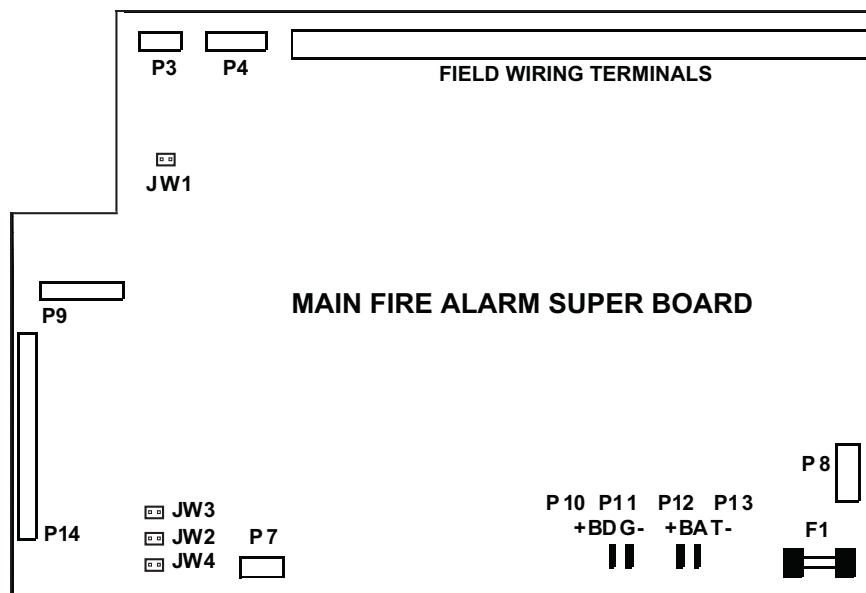 P3 P4
FIELD WIRING TERMINALS
JW1
MAIN FIRE ALARM SUPER BOARD
P9
P8
P10 P11 P12 P13
JW3
P14 JW2 P7 +BDG- +BAT- F1
JW4